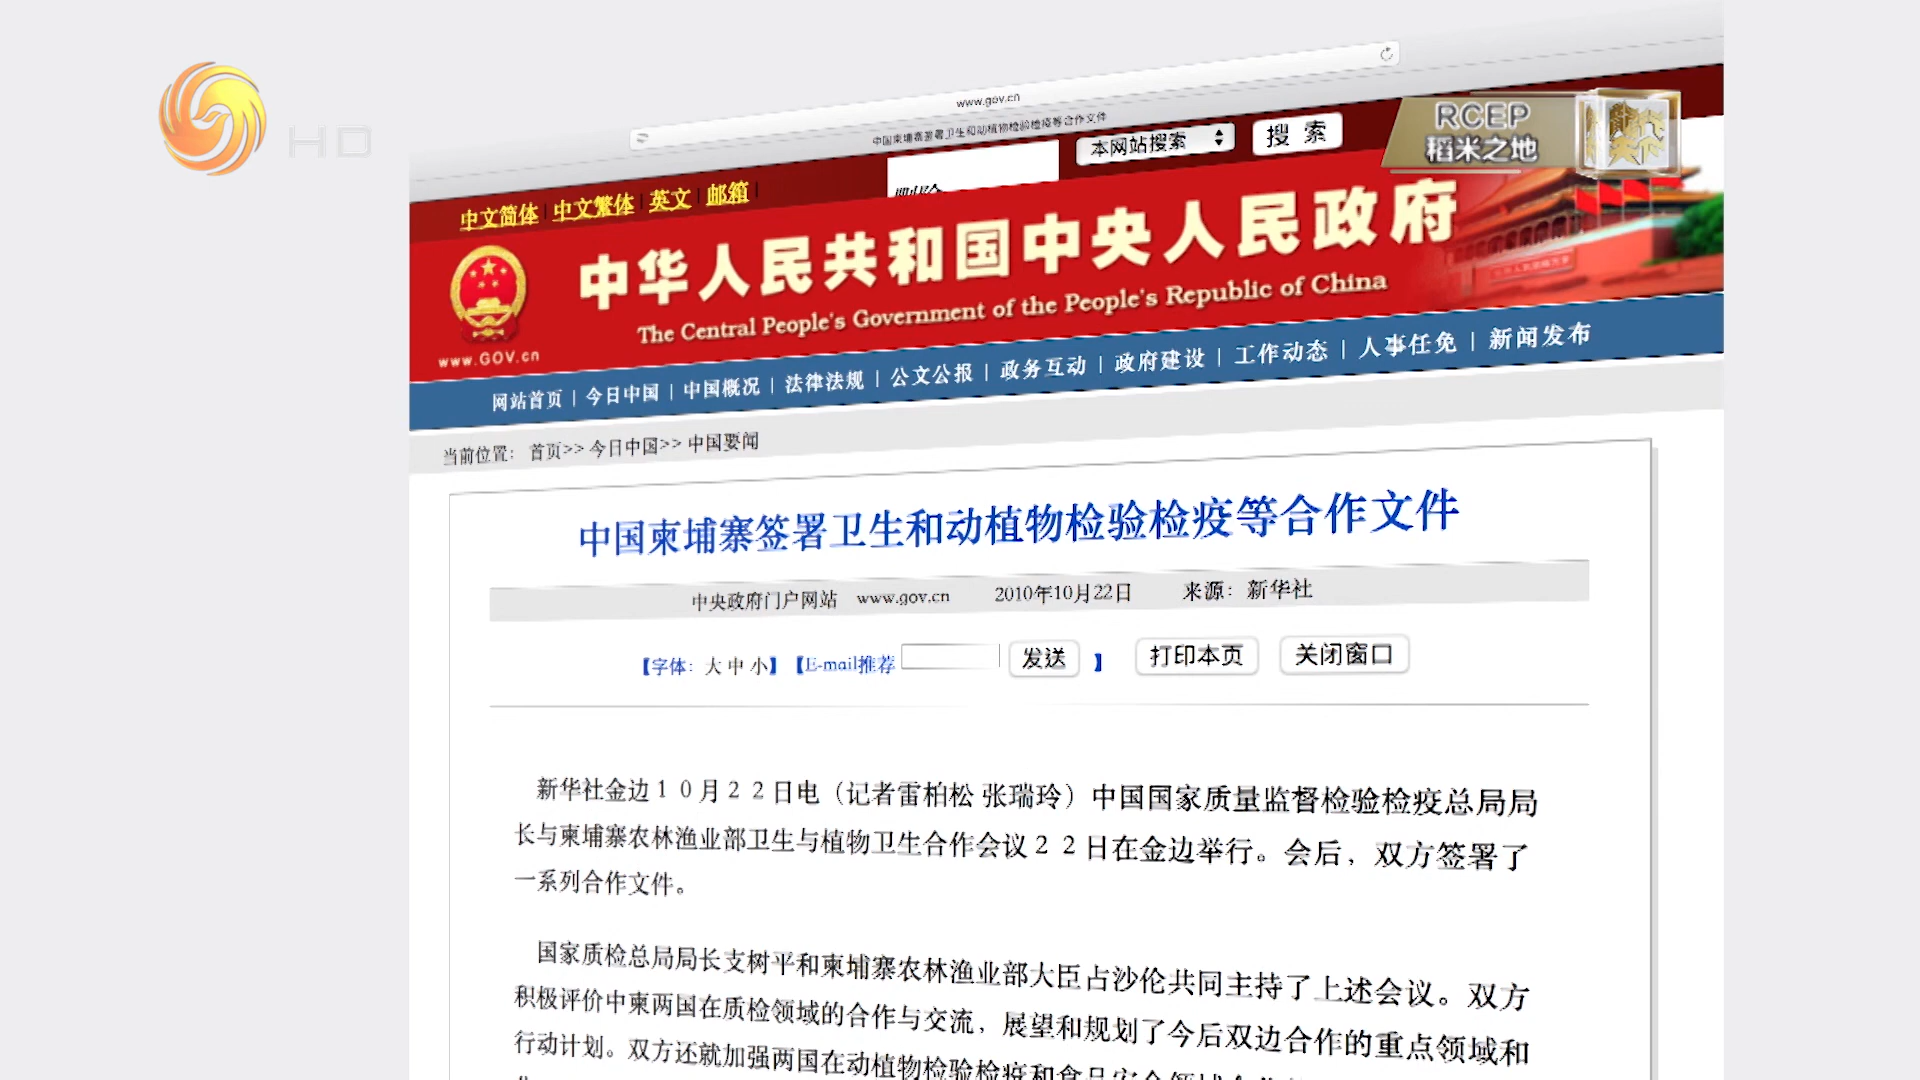 www.gov.cn
中国柬埔寨签署卫生和动植物检验检疫等合作文件
HD
RCEP
稻米之地
本网站搜索
搜 索
中文简体 中文繁体 英文 邮箱
中华人民共和国中央人民政府
The Central People's Government of the People's Republic of China
www.GOV.cn
网站首页 | 今日中国 | 中国概况 | 法律法规 | 公文公报 | 政务互动 | 政府建设 | 工作动态 | 人事任免 | 新闻发布
当前位置： 首页>> 今日中国>> 中国要闻
中国柬埔寨签署卫生和动植物检验检疫等合作文件
中央政府门户网站 www.gov.cn 2010年10月22日 来源：新华社
【字体：大 中 小】【E-mail推荐 发送 】 打印本页 关闭窗口
新华社金边１０月２２日电（记者雷柏松 张瑞玲）中国国家质量监督检验检疫总局局
长与柬埔寨农林渔业部卫生与植物卫生合作会议２２日在金边举行。会后，双方签署了
一系列合作文件。
国家质检总局局长支树平和柬埔寨农林渔业部大臣占沙伦共同主持了上述会议。双方
积极评价中柬两国在质检领域的合作与交流，展望和规划了今后双边合作的重点领域和
行动计划。双方还就加强两国在动植物检验检疫和食品安全领域合作